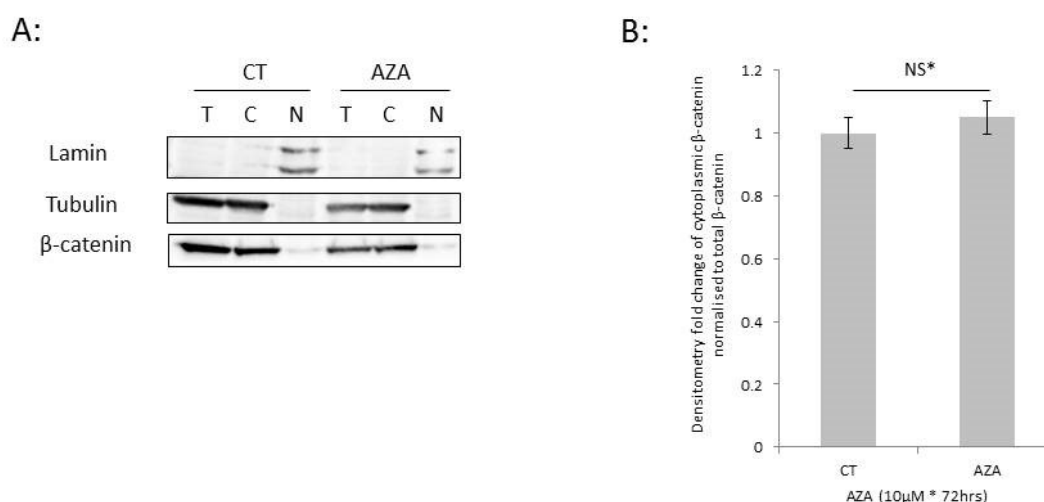 A:
CT AZA
T C N T C N
Lamin
Tubulin
β-catenin
B:
Densitometry fold change of cytoplasmic β-catenin
normalised to total β-catenin
1.2
1
0.8
0.6
0.4
0.2
0
NS*
CT AZA
AZA (10µM * 72hrs)